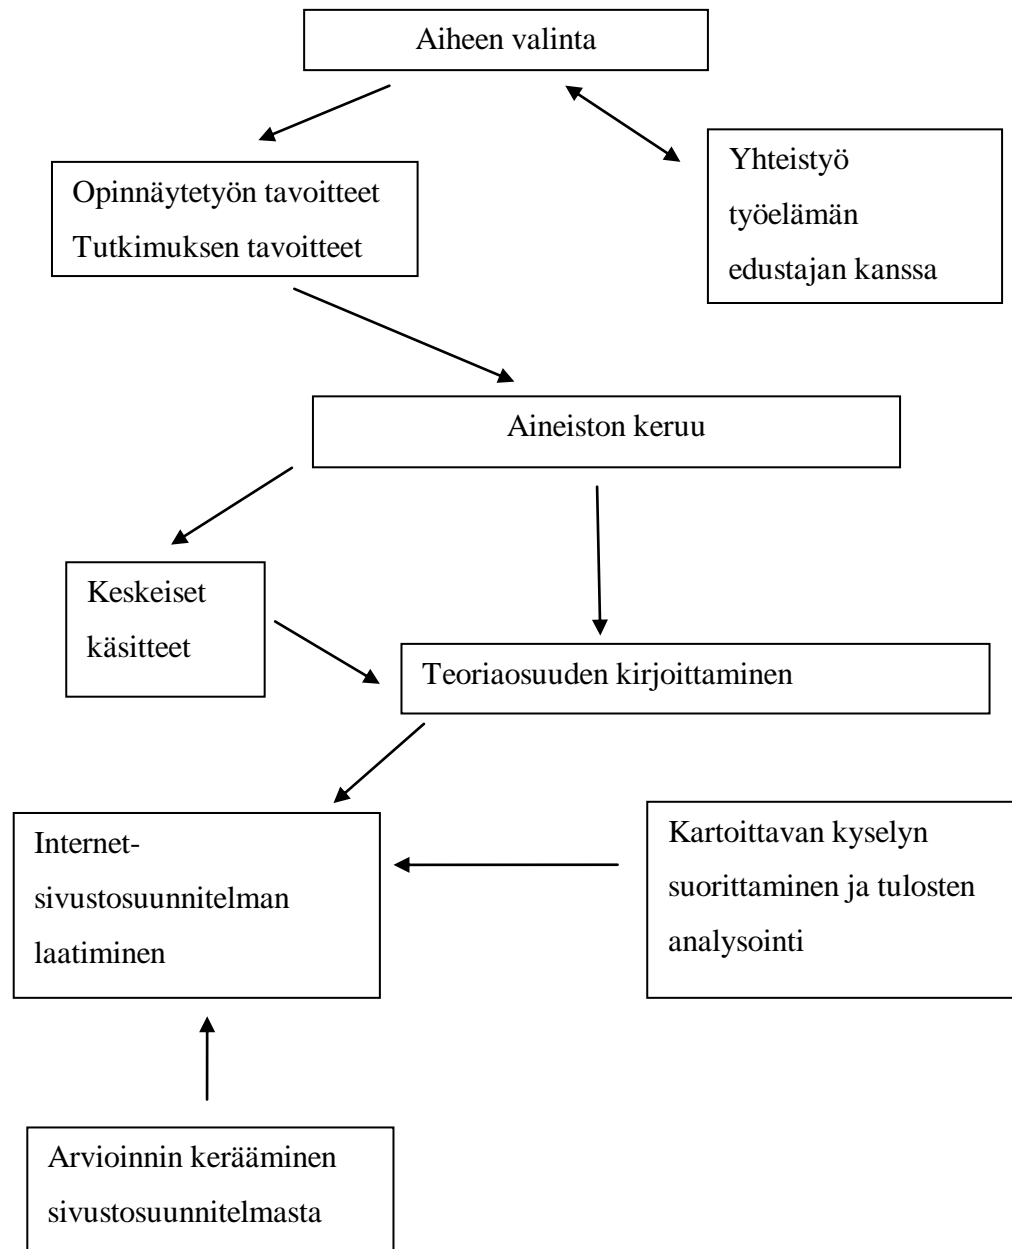 Aiheen valinta
Opinnäytetyön tavoitteet
Tutkimuksen tavoitteet
Yhteistyö
työelämän
edustajan kanssa
Aineiston keruu
Keskeiset
käsitteet
Teoriaosuuden kirjoittaminen
Internet-
sivustosuunnitelman
laatiminen
Kartoittavan kyselyn
suorittaminen ja tulosten
analysointi
Arvioinnin kerääminen
sivustosuunnitelmasta